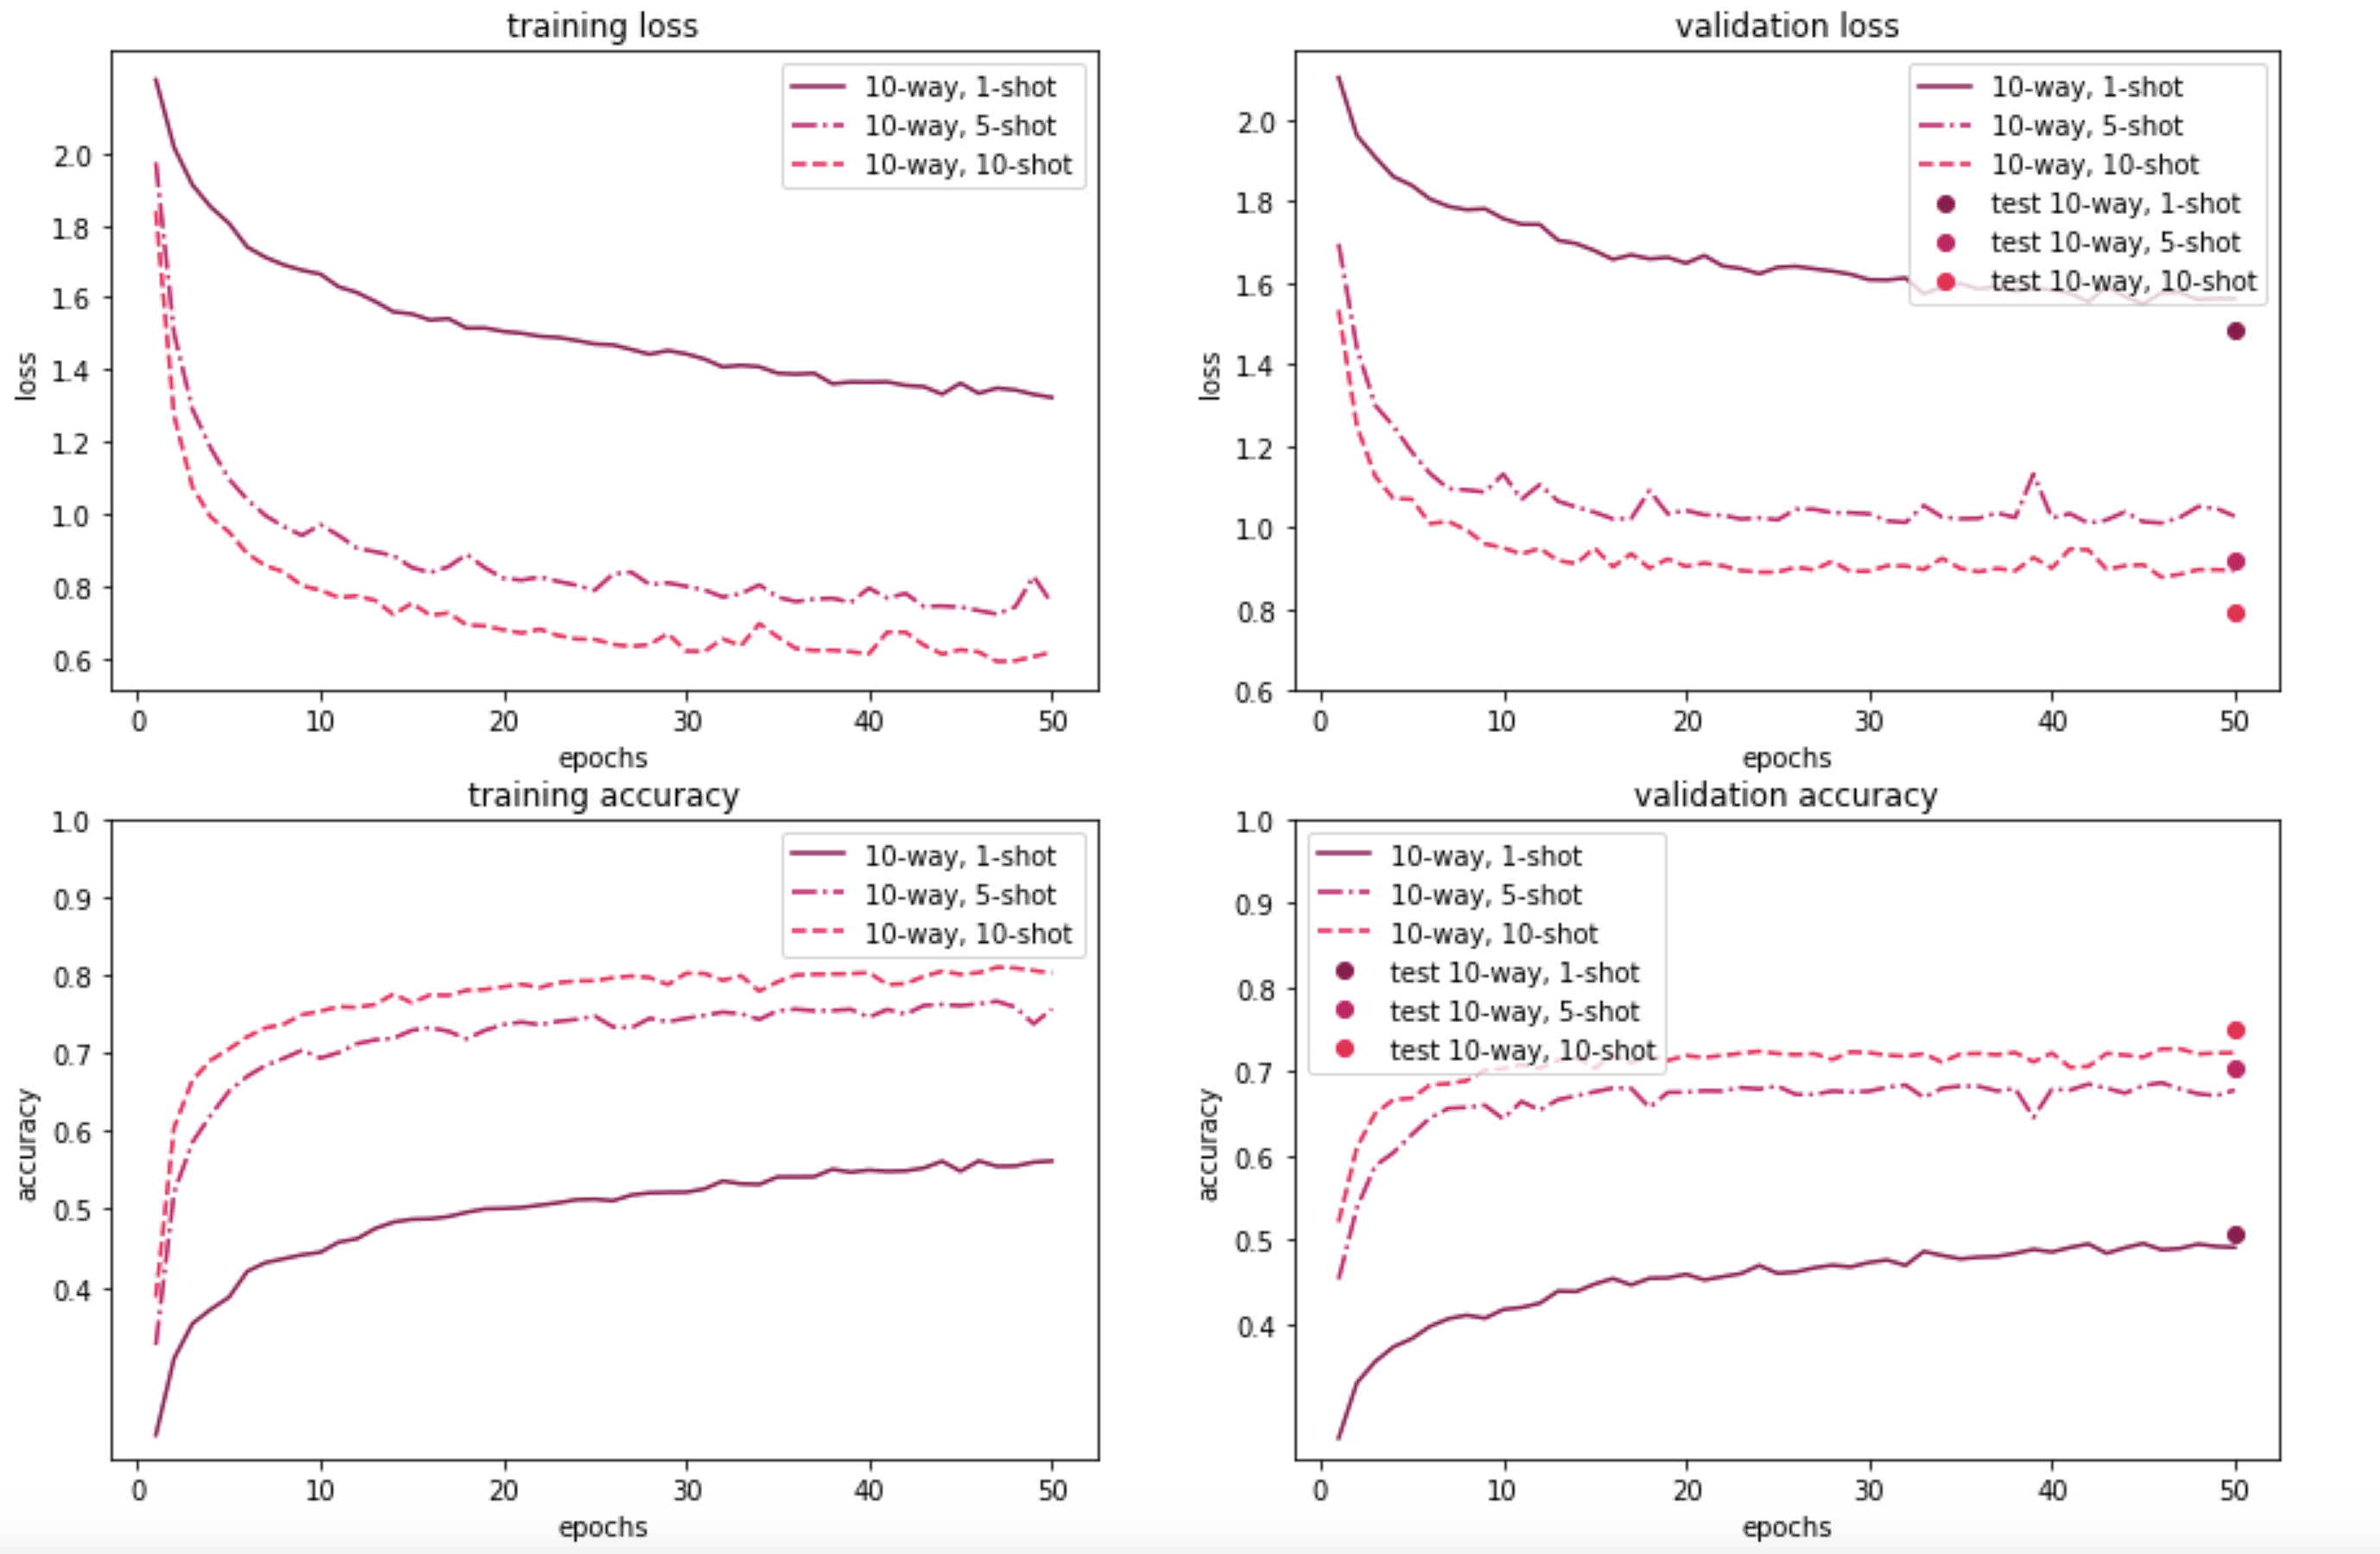 training loss
10-way, 1-shot
10-way, 5-shot
10-way, 10-shot
2.0
1.8
1.6
1.4
1.2
1.0
0.8
0.6
loss
0 10 20 30 40 50
epochs
validation loss
10-way, 1-shot
10-way, 5-shot
10-way, 10-shot
test 10-way, 1-shot
test 10-way, 5-shot
test 10-way, 10-shot
2.0
1.8
1.6
1.4
1.2
1.0
0.8
0.6
loss
0 10 20 30 40 50
epochs
training accuracy
10-way, 1-shot
10-way, 5-shot
10-way, 10-shot
1.0
0.9
0.8
0.7
0.6
0.5
0.4
accuracy
0 10 20 30 40 50
epochs
validation accuracy
10-way, 1-shot
10-way, 5-shot
10-way, 10-shot
test 10-way, 1-shot
test 10-way, 5-shot
test 10-way, 10-shot
1.0
0.9
0.8
0.7
0.6
0.5
0.4
accuracy
0 10 20 30 40 50
epochs